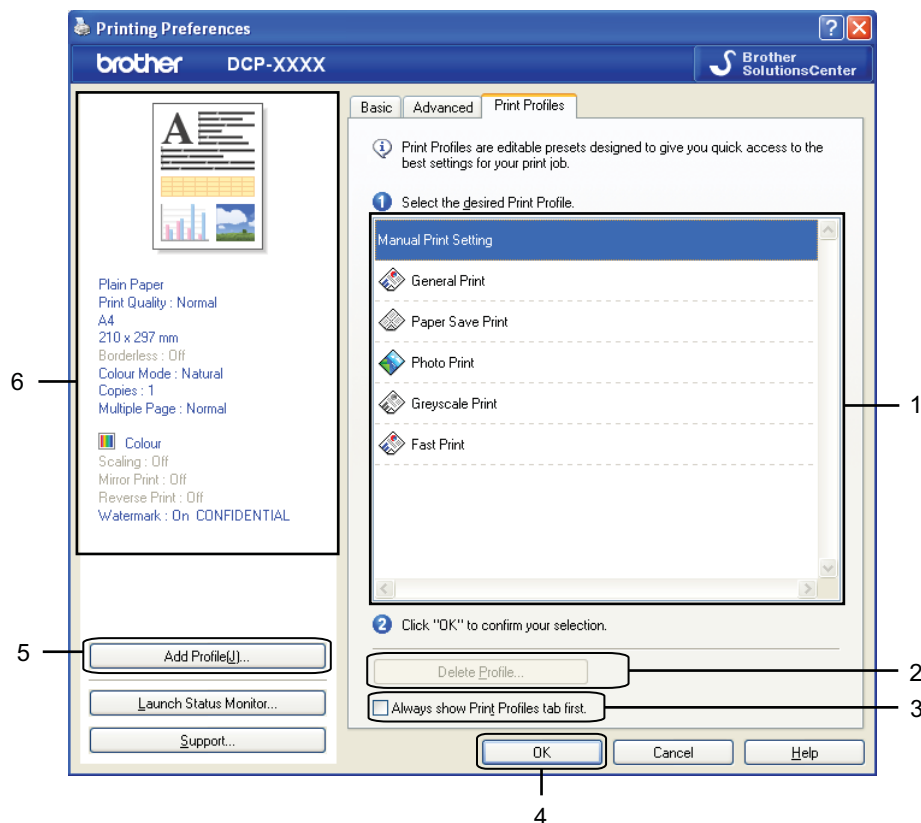 Printing Preferences
brother DCP-XXXX
Brother
SolutionsCenter
A
Plain Paper
Print Quality : Normal
A4
210 x 297 mm
Borderless : Off
Colour Mode : Natural
Copies : 1
Multiple Page : Normal
Colour
Scaling : Off
Mirror Print : Off
Reverse Print : Off
Watermark : On CONFIDENTIAL
6
5
Add Profile(J)...
Launch Status Monitor...
Support...
Basic Advanced Print Profiles
Print Profiles are editable presets designed to give you quick access to the
best settings for your print job.
1 Select the desired Print Profile.
Manual Print Setting
General Print
Paper Save Print
Photo Print
Greyscale Print
Fast Print
1
2 Click "OK" to confirm your selection.
Delete Profile...
2
Always show Print Profiles tab first.
3
OK Cancel Help
4